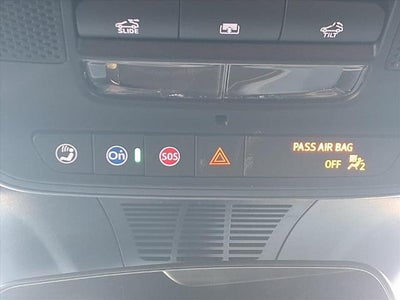 SLIDE
TILT
On
SOS
PASS AIR BAG
OFF 2